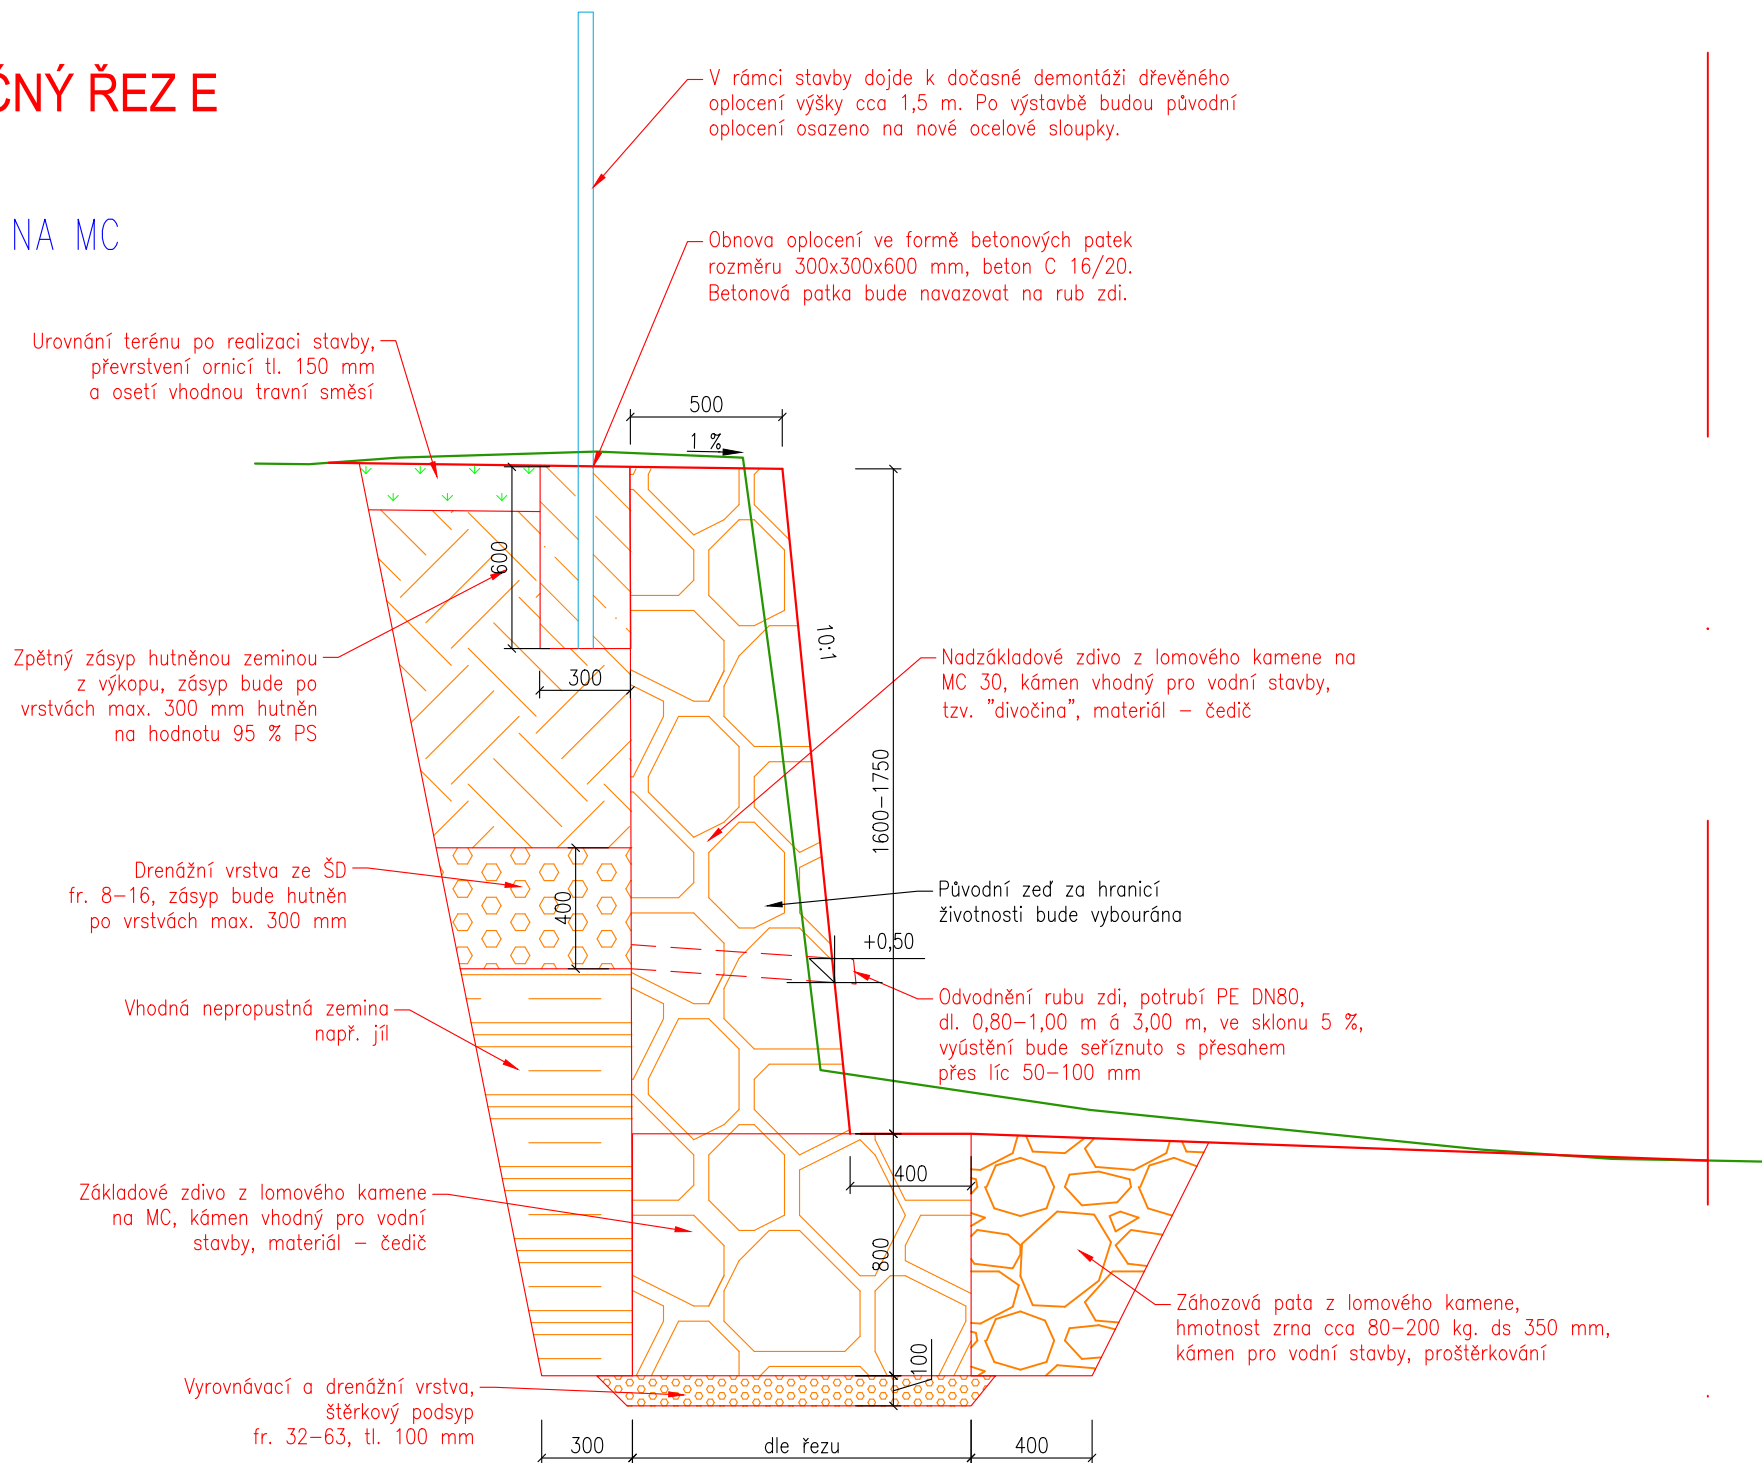 ČNÝ ŘEZ E
NA MC
V rámci stavby dojde k dočasné demontáži dřevěného
oplocení výšky cca 1,5 m. Po výstavbě budou původní
oplocení osazeno na nové ocelové sloupky.
Obnova oplocení ve formě betonových patek
rozměru 300x300x600 mm, beton C 16/20.
Betonová patka bude navazovat na rub zdi.
Urovnání terénu po realizaci stavby,
převrstvení ornicí tl. 150 mm
a osetí vhodnou travní směsí
500
1 %
600
10:1
Zpětný zásyp hutněnou zeminou
z výkopu, zásyp bude po
vrstvách max. 300 mm hutněn
na hodnotu 95 % PS
300
Nadzákladové zdivo z lomového kamene na
MC 30, kámen vhodný pro vodní stavby,
tzv. "divočina", materiál – čedič
1600-1750
Drenážní vrstva ze ŠD
fr. 8-16, zásyp bude hutněn
po vrstvách max. 300 mm
400
Původní zeď za hranicí
životnosti bude vybourána
+0,50
Vhodná nepropustná zemina
např. jíl
Odvodnění rubu zdi, potrubí PE DN80,
dl. 0,80-1,00 m á 3,00 m, ve sklonu 5 %,
vyústění bude seříznuto s přesahem
přes líc 50-100 mm
400
Základové zdivo z lomového kamene
na MC, kámen vhodný pro vodní
stavby, materiál – čedič
800
Záhozová pata z lomového kamene,
hmotnost zrna cca 80-200 kg. ds 350 mm,
kámen pro vodní stavby, proštěrkování
100
Vyrovnávací a drenážní vrstva,
štěrkový podsyp
fr. 32-63, tl. 100 mm
300
dle řezu
400